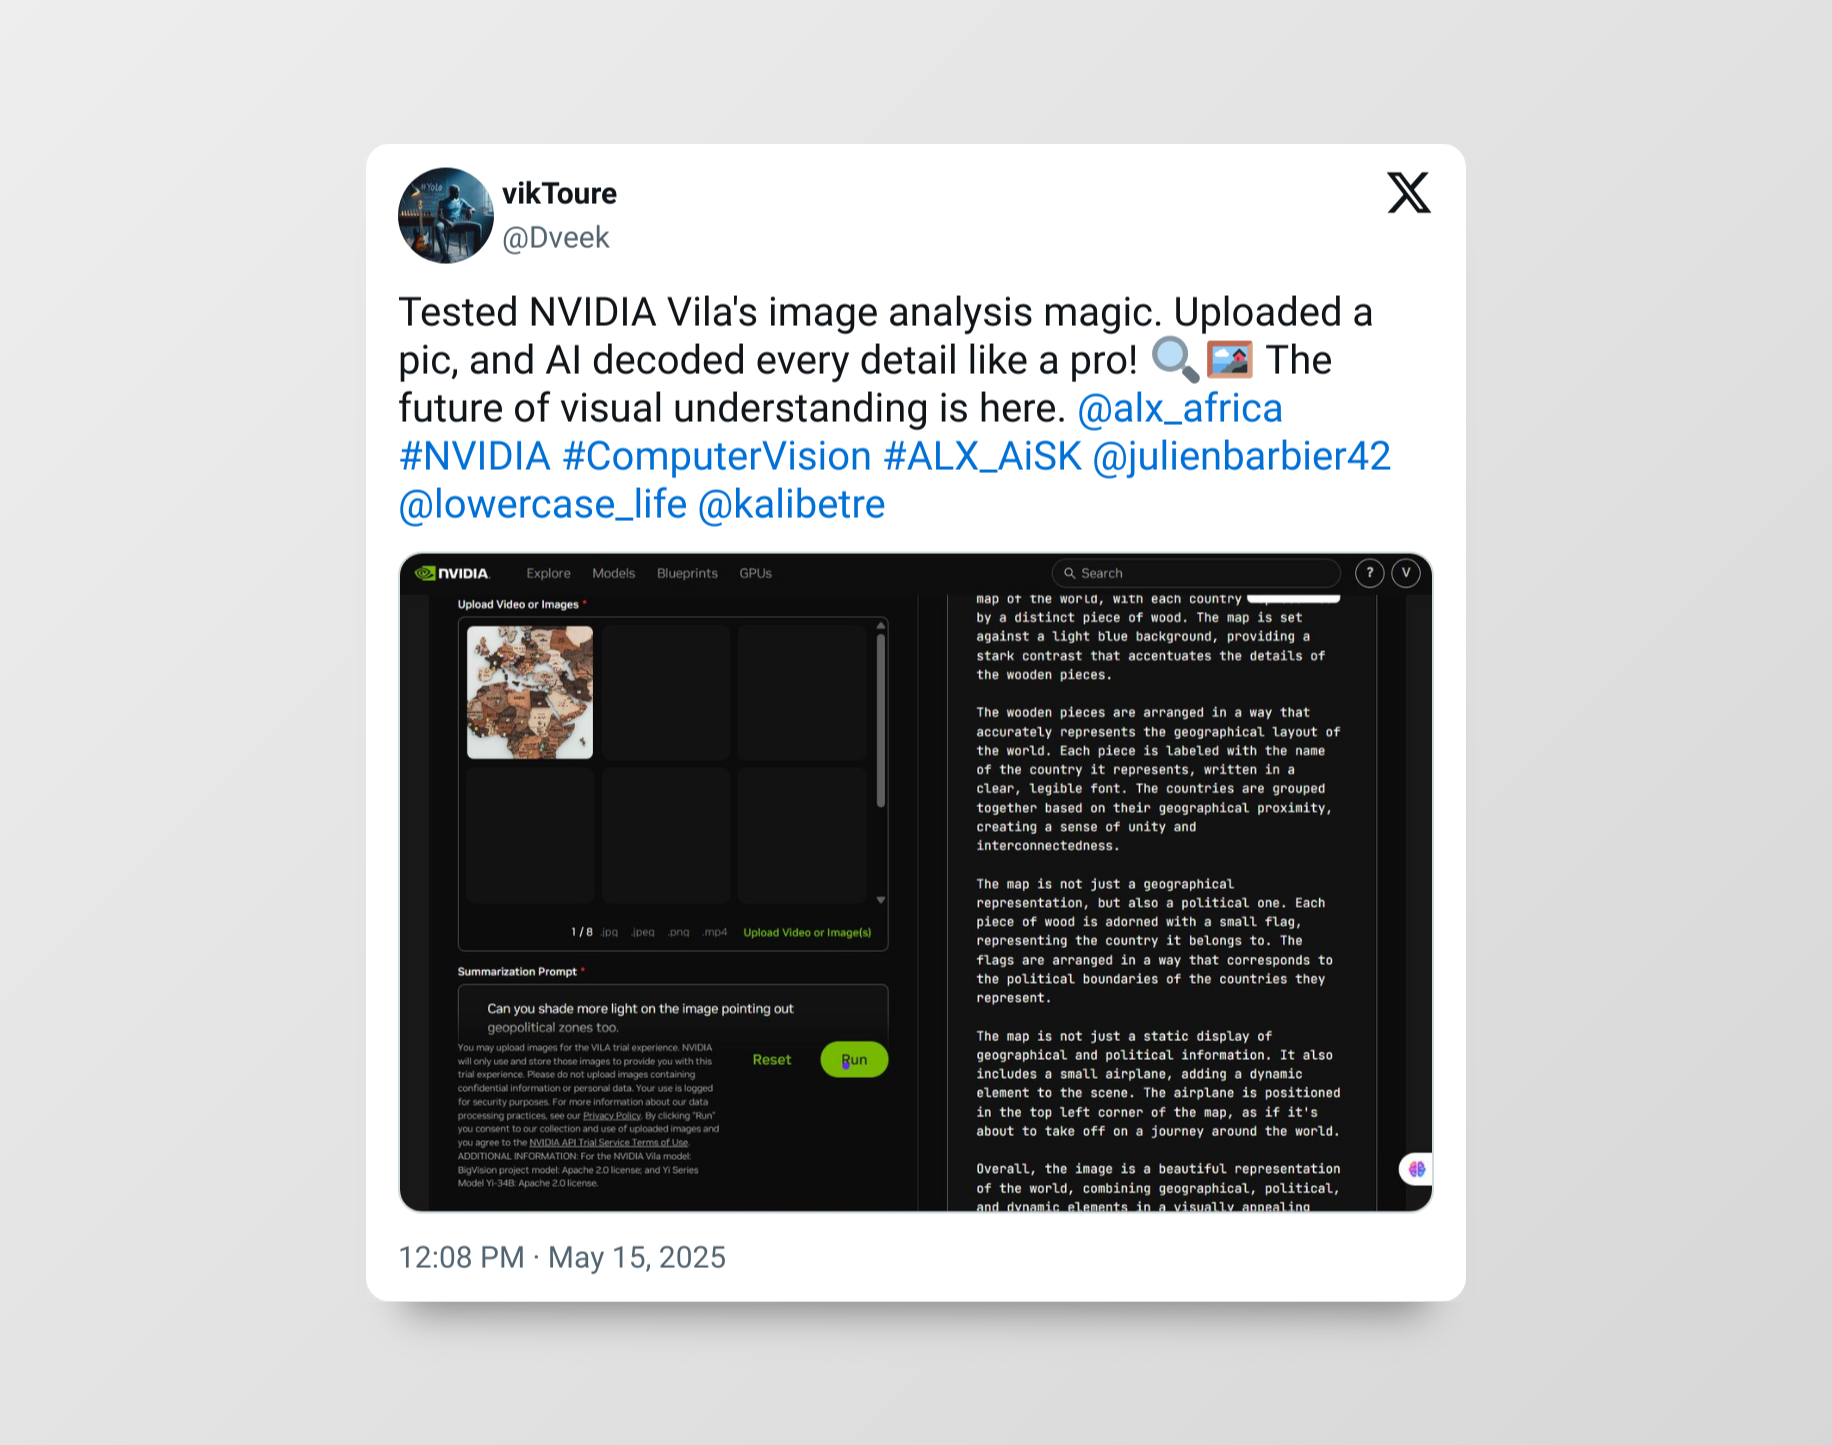 #Yolo
vikToure
@Dveek
Tested NVIDIA Vila's image analysis magic. Uploaded a
pic, and AI decoded every detail like a pro! 🔍🖼️ The
future of visual understanding is here. @alx_africa
#NVIDIA #ComputerVision #ALX_AiSK @julienbarbier42
@lowercase_life @kalibetre
NVIDIA. Explore Models Blueprints GPUs Search ? V
Upload Video or Images *
1 / 8 .jpg .jpeg .png .mp4 Upload Video or Image(s)
Summarization Prompt *
Can you shade more light on the image pointing out
geopolitical zones too.
You may upload images for the VILA trial experience. NVIDIA
will only use and store those images to provide you with this
trial experience. Please do not upload images containing
confidential information or personal data. Your use is logged
for security purposes. For more information about our data
processing practices, see our Privacy Policy. By clicking "Run"
you consent to our collection and use of uploaded images and
you agree to the NVIDIA API Trial Service Terms of Use.
ADDITIONAL INFORMATION: For the NVIDIA Vila model:
BigVision project model: Apache 2.0 license; and Yi Series
Model Yi-34B: Apache 2.0 license.
Reset Run
map of the world, with each country
by a distinct piece of wood. The map is set
against a light blue background, providing a
stark contrast that accentuates the details of
the wooden pieces.
The wooden pieces are arranged in a way that
accurately represents the geographical layout of
the world. Each piece is labeled with the name
of the country it represents, written in a
clear, legible font. The countries are grouped
together based on their geographical proximity,
creating a sense of unity and
interconnectedness.
The map is not just a geographical
representation, but also a political one. Each
piece of wood is adorned with a small flag,
representing the country it belongs to. The
flags are arranged in a way that corresponds to
the political boundaries of the countries they
represent.
The map is not just a static display of
geographical and political information. It also
includes a small airplane, adding a dynamic
element to the scene. The airplane is positioned
in the top left corner of the map, as if it's
about to take off on a journey around the world.
Overall, the image is a beautiful representation
of the world, combining geographical, political,
and dynamic elements in a visually appealing
12:08 PM · May 15, 2025